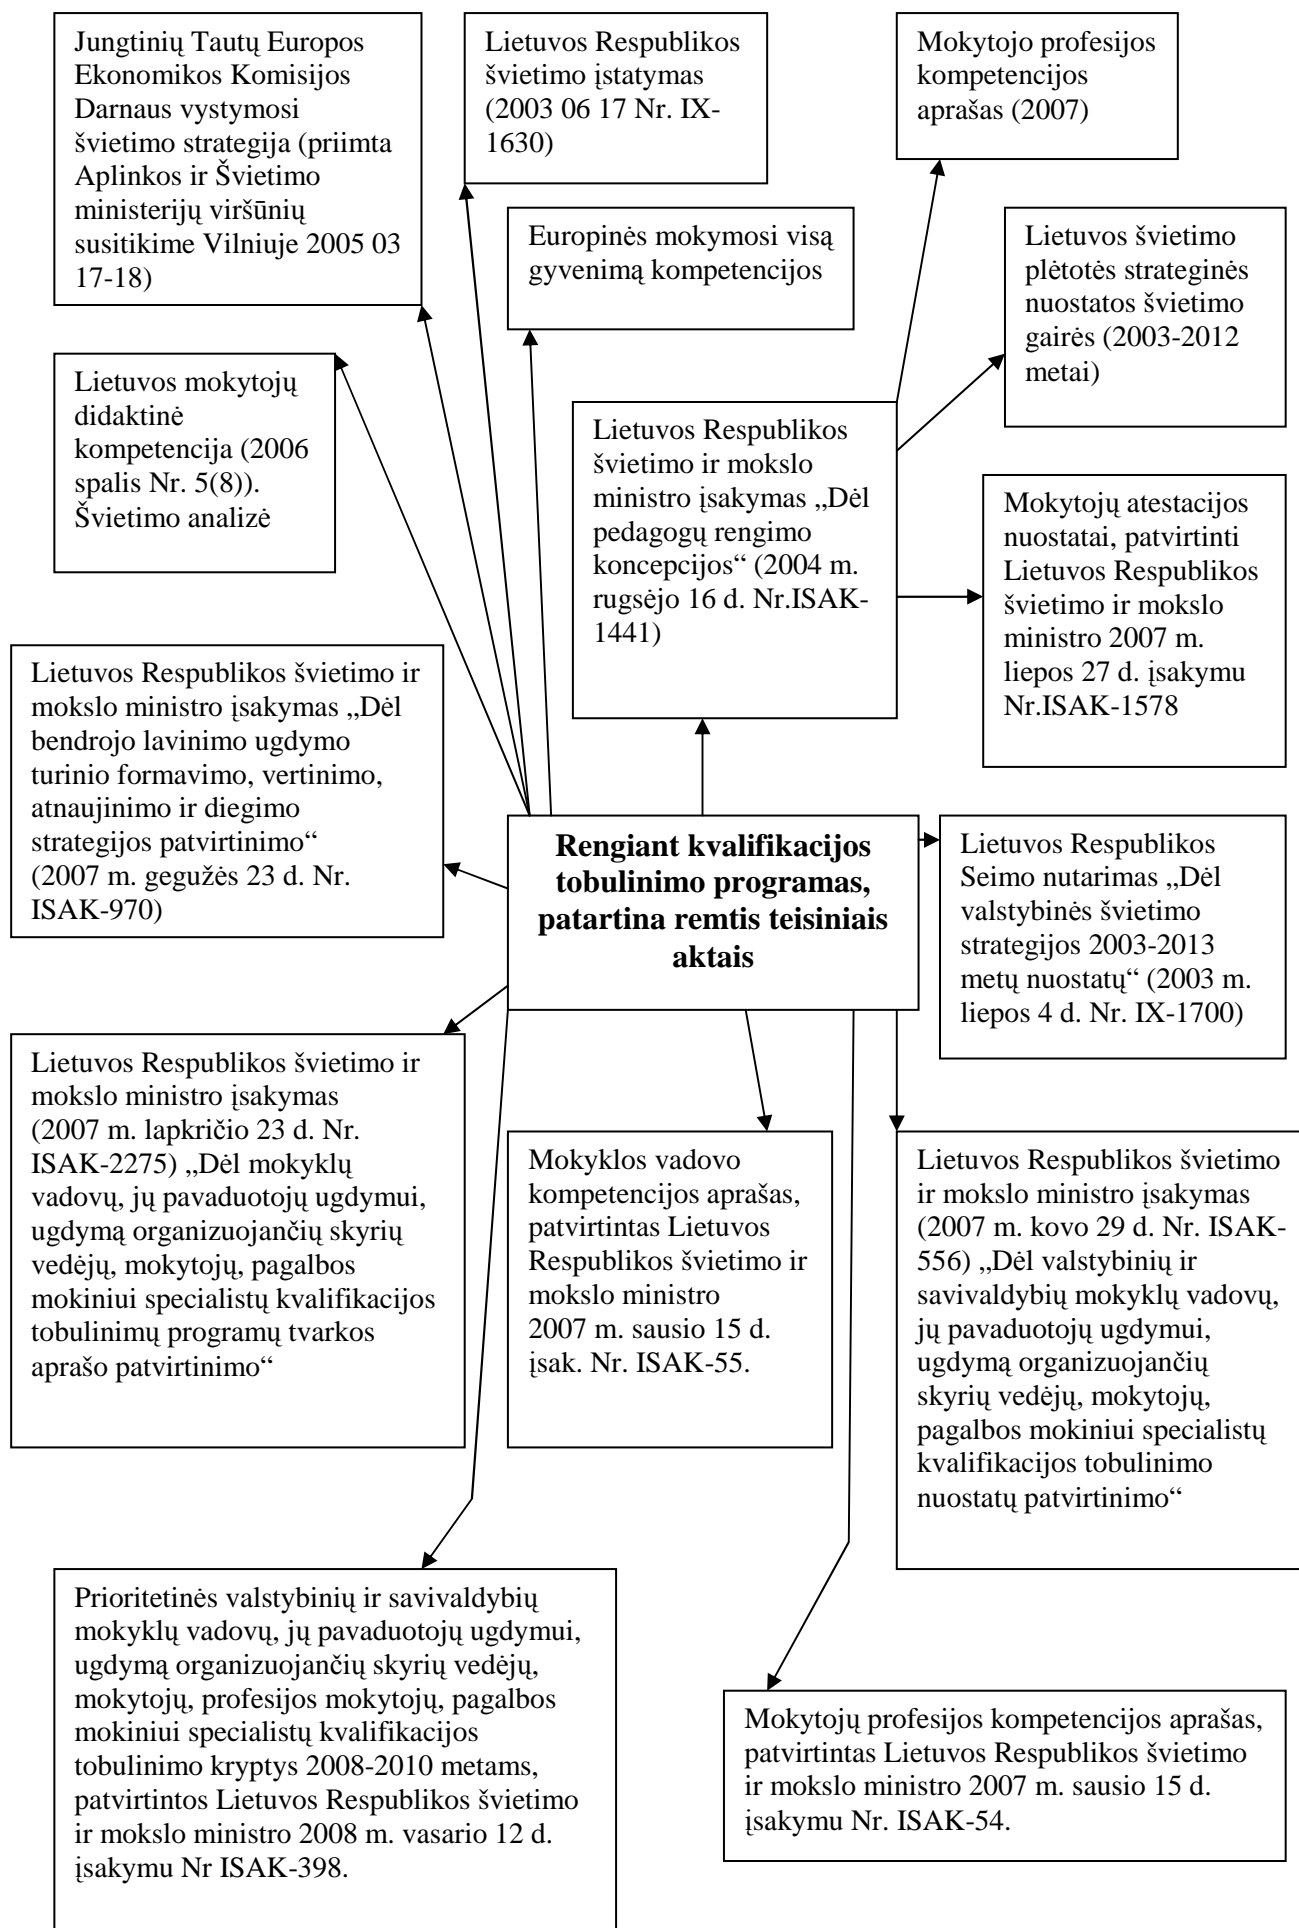 Jungtinių Tautų Europos
Ekonomikos Komisijos
Darnaus vystymosi
švietimo strategija (priimta
Aplinkos ir Švietimo
ministerijų viršūnių
susitikime Vilniuje 2005 03
17-18)
Lietuvos Respublikos
švietimo įstatymas
(2003 06 17 Nr. IX-
1630)
Mokytojo profesijos
kompetencijos
aprašas (2007)
Europinės mokymosi visą
gyvenimą kompetencijos
Lietuvos švietimo
plėtotės strateginės
nuostatos švietimo
gairės (2003-2012
metai)
Lietuvos mokytojų
didaktinė
kompetencija (2006
spalis Nr. 5(8)).
Švietimo analizė
Lietuvos Respublikos
švietimo ir mokslo
ministro įsakymas „Dėl
pedagogų rengimo
koncepcijos“ (2004 m.
rugsėjo 16 d. Nr.ISAK-
1441)
Mokytojų atestacijos
nuostatai, patvirtinti
Lietuvos Respublikos
švietimo ir mokslo
ministro 2007 m.
liepos 27 d. įsakymu
Nr.ISAK-1578
Lietuvos Respublikos švietimo ir
mokslo ministro įsakymas „Dėl
bendrojo lavinimo ugdymo
turinio formavimo, vertinimo,
atnaujinimo ir diegimo
strategijos patvirtinimo“
(2007 m. gegužės 23 d. Nr.
ISAK-970)
Rengiant kvalifikacijos
tobulinimo programas,
patartina remtis teisiniais
aktais
Lietuvos Respublikos
Seimo nutarimas „Dėl
valstybinės švietimo
strategijos 2003-2013
metų nuostatų“ (2003 m.
liepos 4 d. Nr. IX-1700)
Lietuvos Respublikos švietimo ir
mokslo ministro įsakymas
(2007 m. lapkričio 23 d. Nr.
ISAK-2275) „Dėl mokyklų
vadovų, jų pavaduotojų ugdymui,
ugdymą organizuojančių skyrių
vedėjų, mokytojų, pagalbos
mokiniui specialistų kvalifikacijos
tobulinimų programų tvarkos
aprašo patvirtinimo“
Mokyklos vadovo
kompetencijos aprašas,
patvirtintas Lietuvos
Respublikos švietimo ir
mokslo ministro
2007 m. sausio 15 d.
įsak. Nr. ISAK-55.
Lietuvos Respublikos švietimo
ir mokslo ministro įsakymas
(2007 m. kovo 29 d. Nr. ISAK-
556) „Dėl valstybinių ir
savivaldybių mokyklų vadovų,
jų pavaduotojų ugdymui,
ugdymą organizuojančių
skyrių vedėjų, mokytojų,
pagalbos mokiniui specialistų
kvalifikacijos tobulinimo
nuostatų patvirtinimo“
Prioritetinės valstybinių ir savivaldybių
mokyklų vadovų, jų pavaduotojų ugdymui,
ugdymą organizuojančių skyrių vedėjų,
mokytojų, profesijos mokytojų, pagalbos
mokiniui specialistų kvalifikacijos
tobulinimo kryptys 2008-2010 metams,
patvirtintos Lietuvos Respublikos švietimo
ir mokslo ministro 2008 m. vasario 12 d.
įsakymu Nr ISAK-398.
Mokytojų profesijos kompetencijos aprašas,
patvirtintas Lietuvos Respublikos švietimo
ir mokslo ministro 2007 m. sausio 15 d.
įsakymu Nr. ISAK-54.